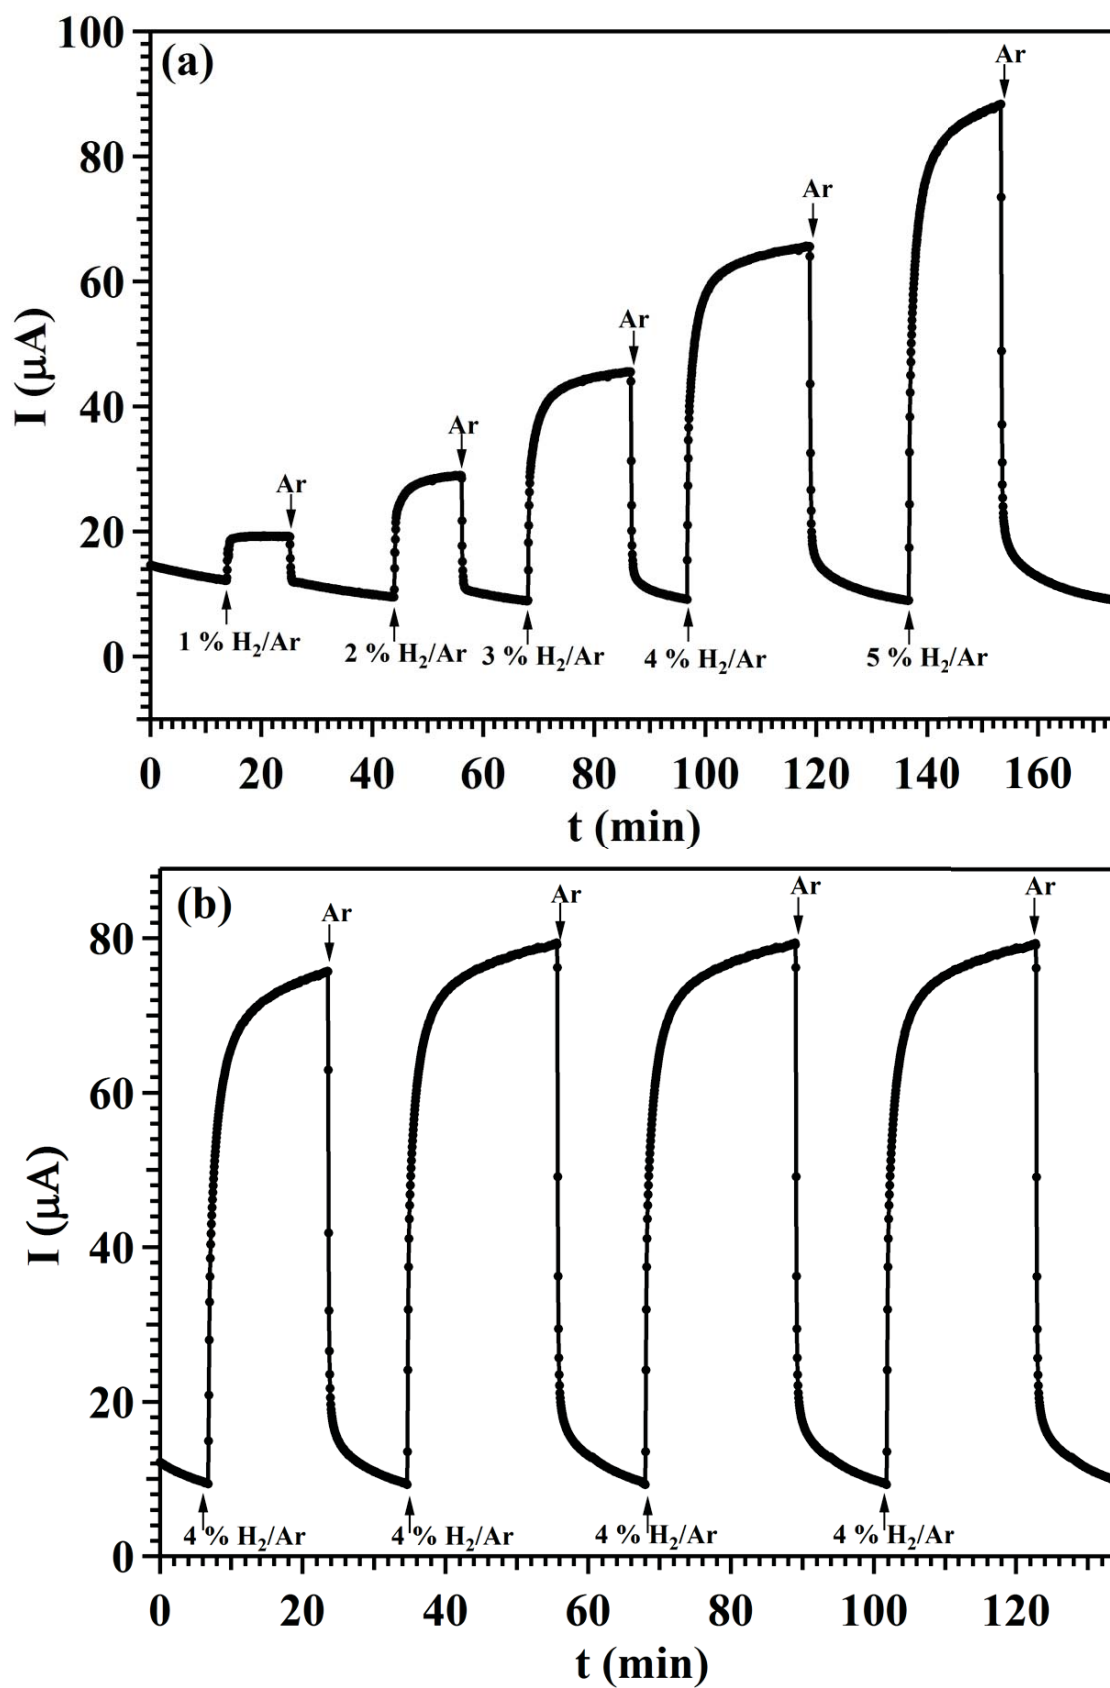 (a)
100
80
60
40
20
0
I (μA)
Ar
Ar
Ar
Ar
Ar
1 % H₂/Ar
2 % H₂/Ar
3 % H₂/Ar
4 % H₂/Ar
5 % H₂/Ar
0 20 40 60 80 100 120 140 160
t (min)
(b)
80
60
40
20
0
I (μA)
Ar
Ar
Ar
Ar
4 % H₂/Ar
4 % H₂/Ar
4 % H₂/Ar
4 % H₂/Ar
0 20 40 60 80 100 120
t (min)